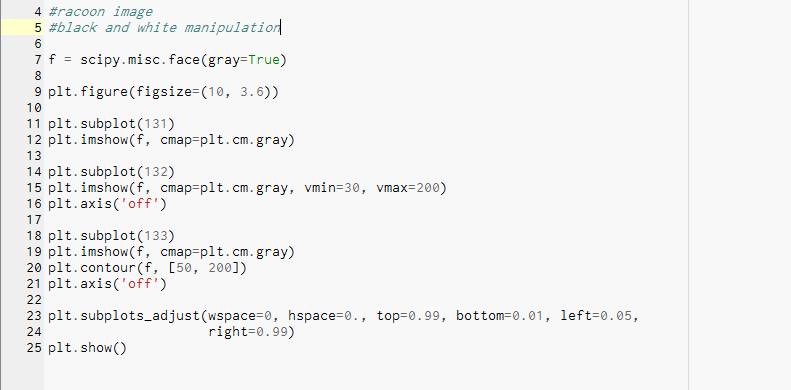 4 #racoon image
5 #black and white manipulation
6
7 f = scipy.misc.face(gray=True)
8
9 plt.figure(figsize=(10, 3.6))
10
11 plt.subplot(131)
12 plt.imshow(f, cmap=plt.cm.gray)
13
14 plt.subplot(132)
15 plt.imshow(f, cmap=plt.cm.gray, vmin=30, vmax=200)
16 plt.axis('off')
17
18 plt.subplot(133)
19 plt.imshow(f, cmap=plt.cm.gray)
20 plt.contour(f, [50, 200])
21 plt.axis('off')
22
23 plt.subplots_adjust(wspace=0, hspace=0., top=0.99, bottom=0.01, left=0.05,
24                     right=0.99)
25 plt.show()